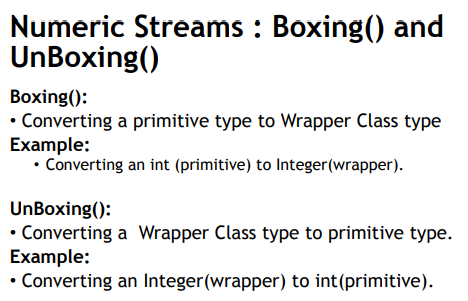 Numeric Streams : Boxing() and
UnBoxing()
Boxing():
• Converting a primitive type to Wrapper Class type
Example:
• Converting an int (primitive) to Integer(wrapper).
UnBoxing():
• Converting a  Wrapper Class type to primitive type.
Example:
• Converting an Integer(wrapper) to int(primitive).